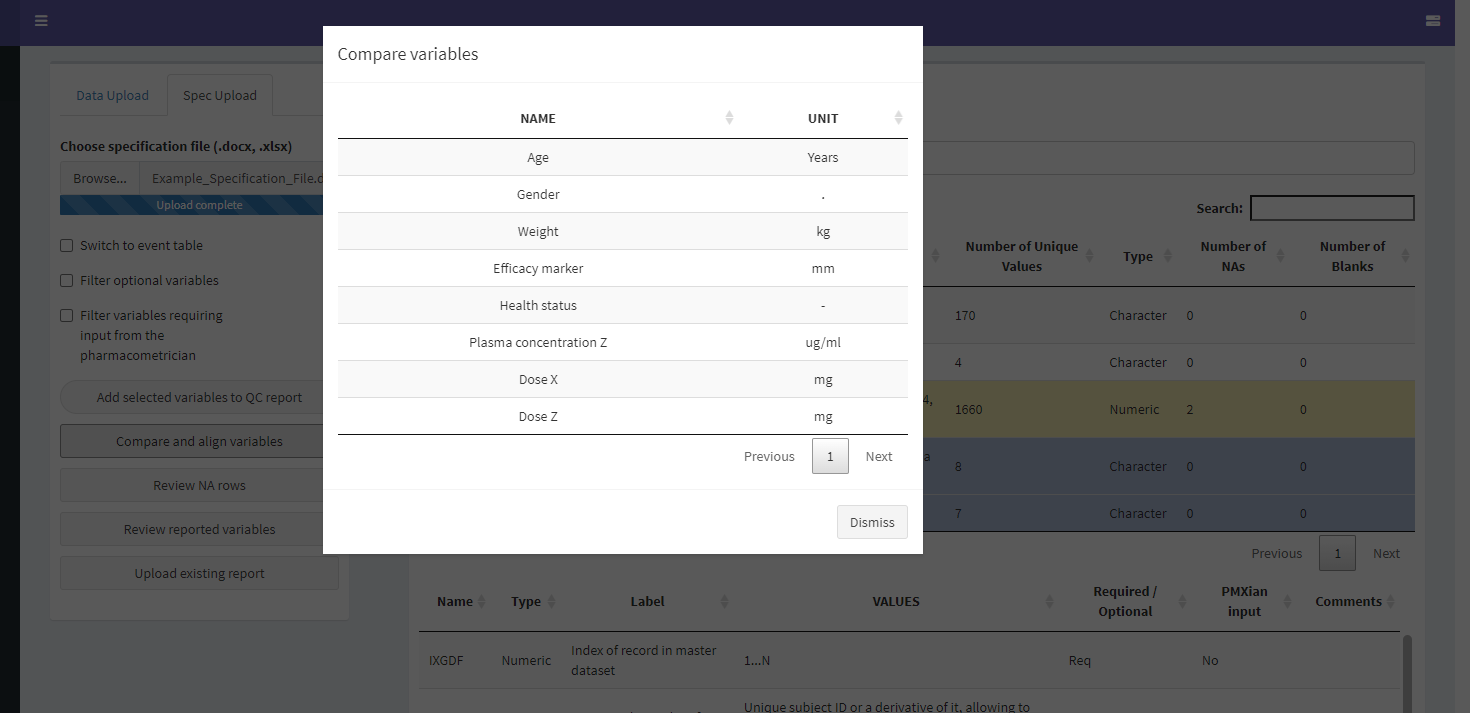 Compare variables
NAME UNIT
Age Years
Gender .
Weight kg
Efficacy marker mm
Health status -
Plasma concentration Z ug/ml
Dose X mg
Dose Z mg
Previous 1 Next
Dismiss
Data Upload Spec Upload
Choose specification file (.docx, .xlsx)
Browse... Example_Specification_File.d
Upload complete
Switch to event table
Filter optional variables
Filter variables requiring
input from the
pharmacometrician
Add selected variables to QC report
Compare and align variables
Review NA rows
Review reported variables
Upload existing report
Search:
Number of Unique
Values
Type
Number of
NAs
Number of
Blanks
170 Character 0 0
4 Character 0 0
4,
1660 Numeric 2 0
a
8 Character 0 0
7 Character 0 0
Previous 1 Next
Name Type Label VALUES
Required /
Optional
PMXian
input
Comments
IXGDF Numeric
Index of record in master
dataset
1...N Req No
Unique subject ID or a derivative of it, allowing to